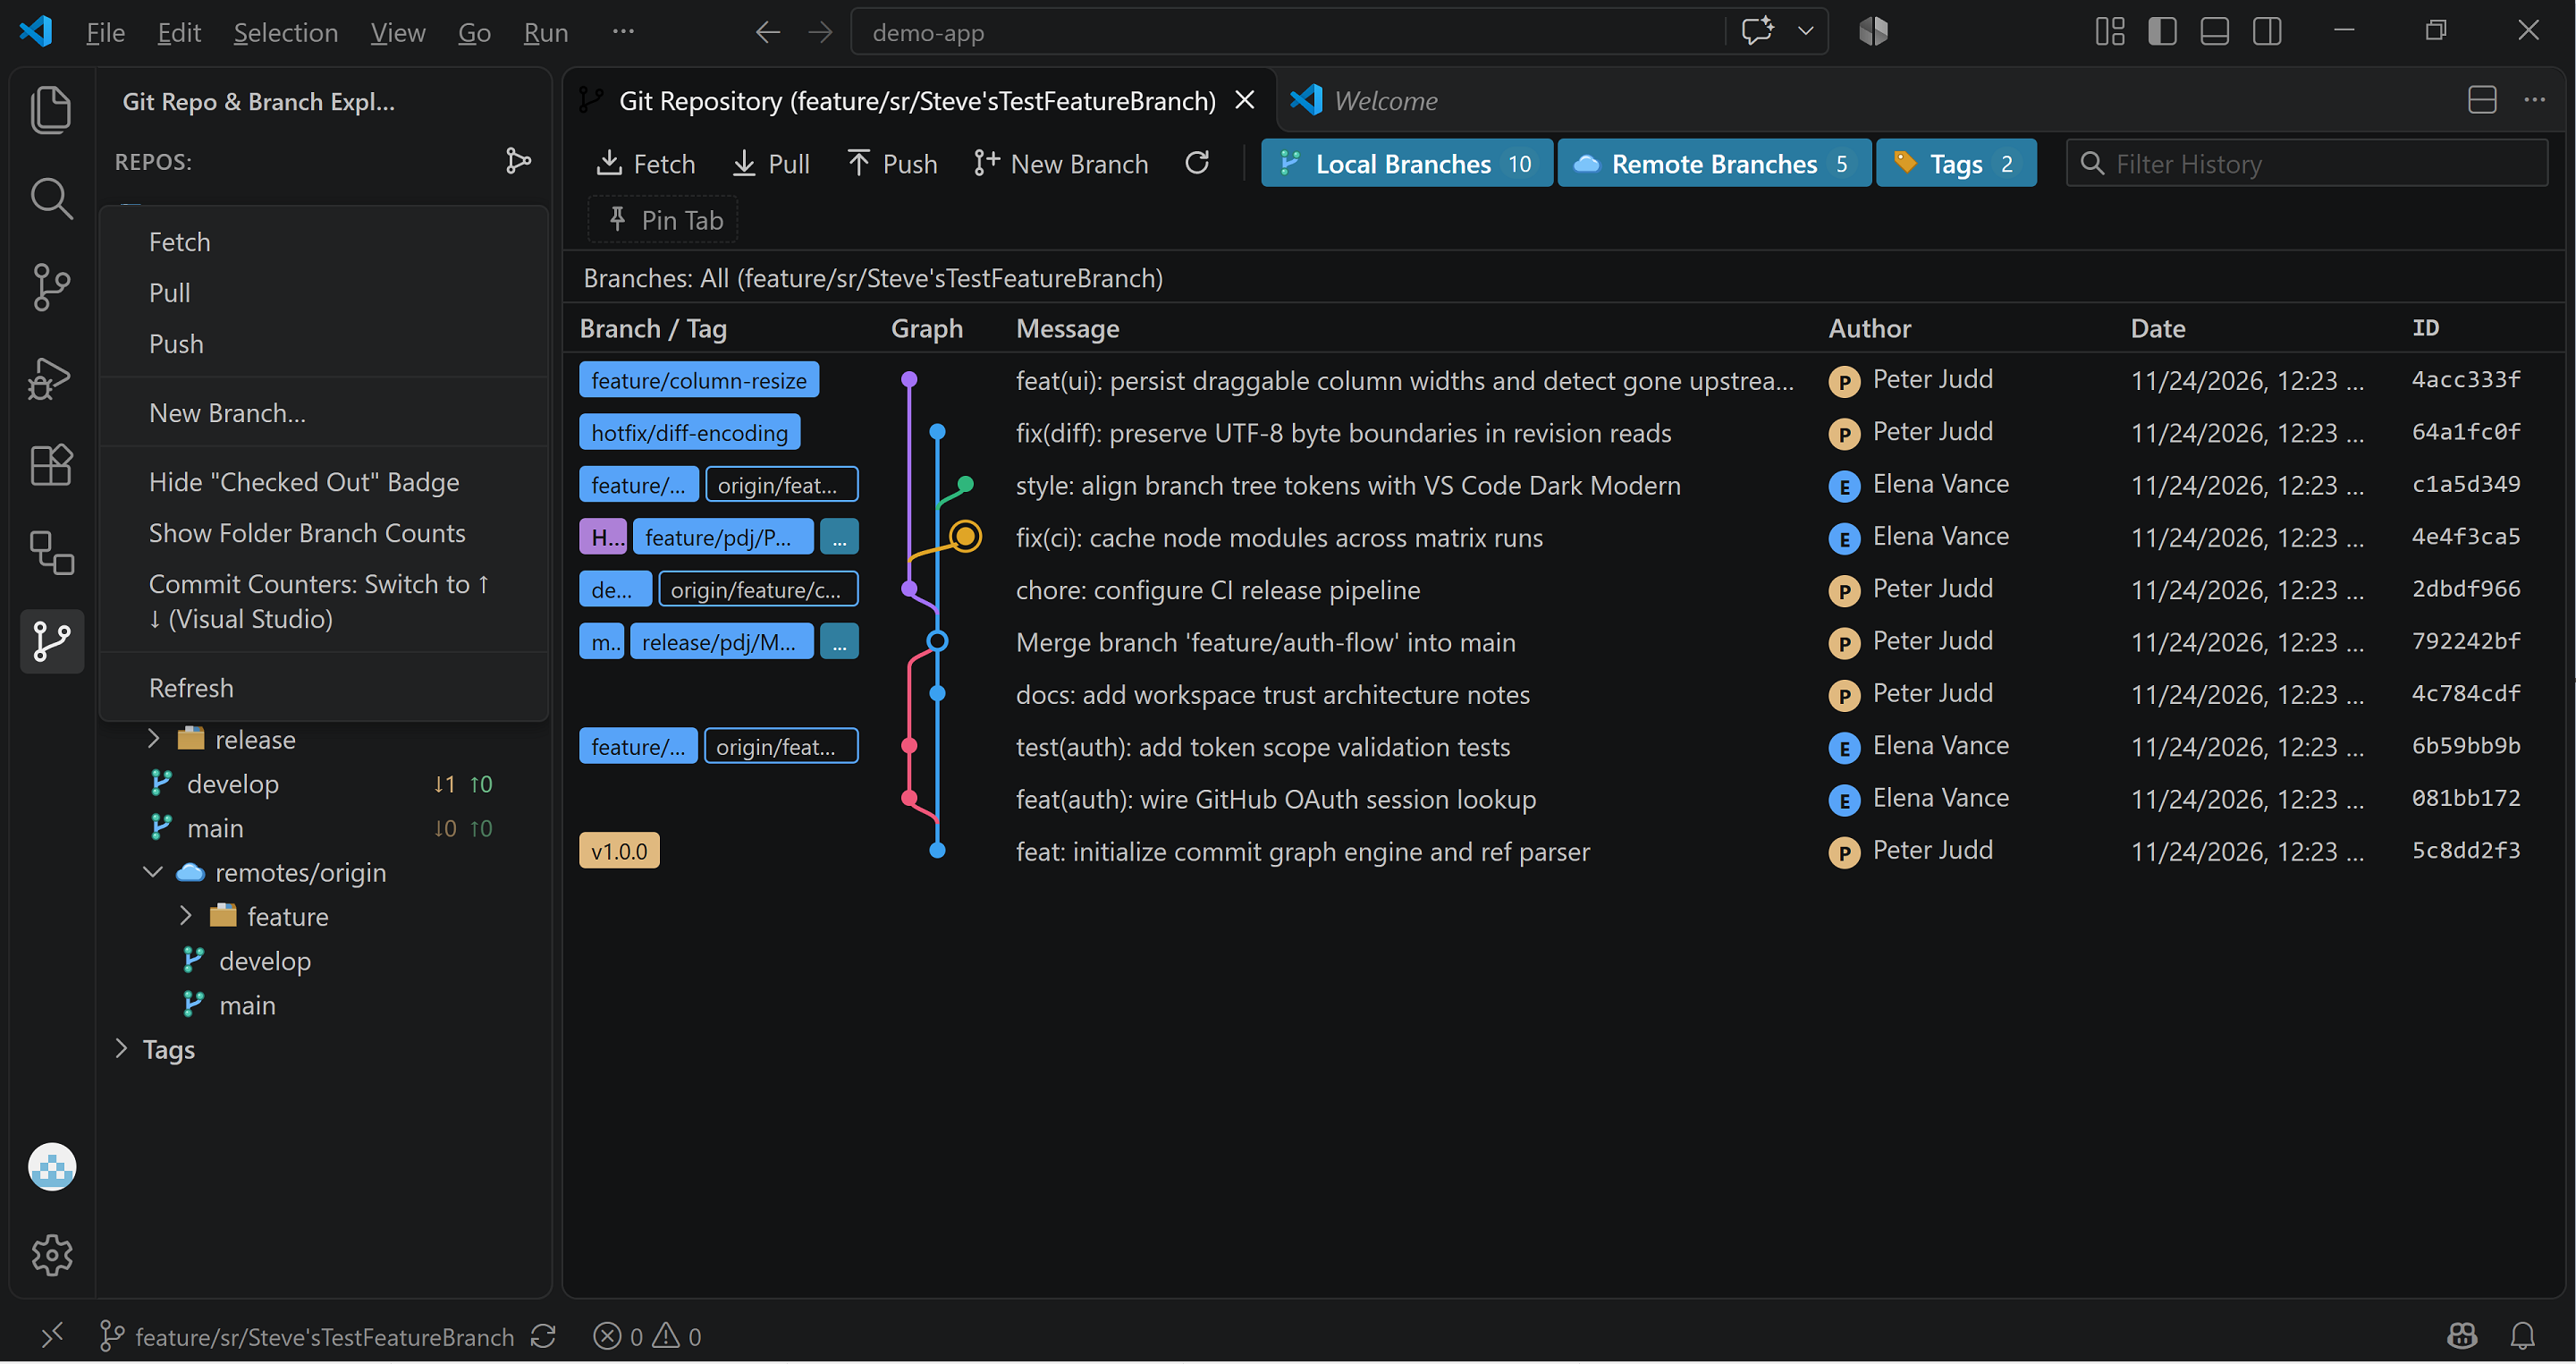 File Edit Selection View Go Run ...
demo-app
Git Repo & Branch Expl...
REPOS:
Fetch
Pull
Push
New Branch...
Hide "Checked Out" Badge
Show Folder Branch Counts
Commit Counters: Switch to ↑
↓ (Visual Studio)
Refresh
release
develop ↓1 ↑0
main ↓0 ↑0
remotes/origin
feature
develop
main
Tags
Git Repository (feature/sr/Steve'sTestFeatureBranch)
Welcome
Fetch Pull Push New Branch Local Branches 10 Remote Branches 5 Tags 2 Filter History
Pin Tab
Branches: All (feature/sr/Steve'sTestFeatureBranch)
Branch / Tag Graph Message Author Date ID
feature/column-resize feat(ui): persist draggable column widths and detect gone upstrea... P Peter Judd 11/24/2026, 12:23 ... 4acc333f
hotfix/diff-encoding fix(diff): preserve UTF-8 byte boundaries in revision reads P Peter Judd 11/24/2026, 12:23 ... 64a1fc0f
feature/... origin/feat... style: align branch tree tokens with VS Code Dark Modern E Elena Vance 11/24/2026, 12:23 ... c1a5d349
H... feature/pdj/P... ... fix(ci): cache node modules across matrix runs E Elena Vance 11/24/2026, 12:23 ... 4e4f3ca5
de... origin/feature/c... chore: configure CI release pipeline P Peter Judd 11/24/2026, 12:23 ... 2dbdf966
m.. release/pdj/M... ... Merge branch 'feature/auth-flow' into main P Peter Judd 11/24/2026, 12:23 ... 792242bf
docs: add workspace trust architecture notes P Peter Judd 11/24/2026, 12:23 ... 4c784cdf
feature/... origin/feat... test(auth): add token scope validation tests E Elena Vance 11/24/2026, 12:23 ... 6b59bb9b
feat(auth): wire GitHub OAuth session lookup E Elena Vance 11/24/2026, 12:23 ... 081bb172
v1.0.0 feat: initialize commit graph engine and ref parser P Peter Judd 11/24/2026, 12:23 ... 5c8dd2f3
feature/sr/Steve'sTestFeatureBranch 0 0